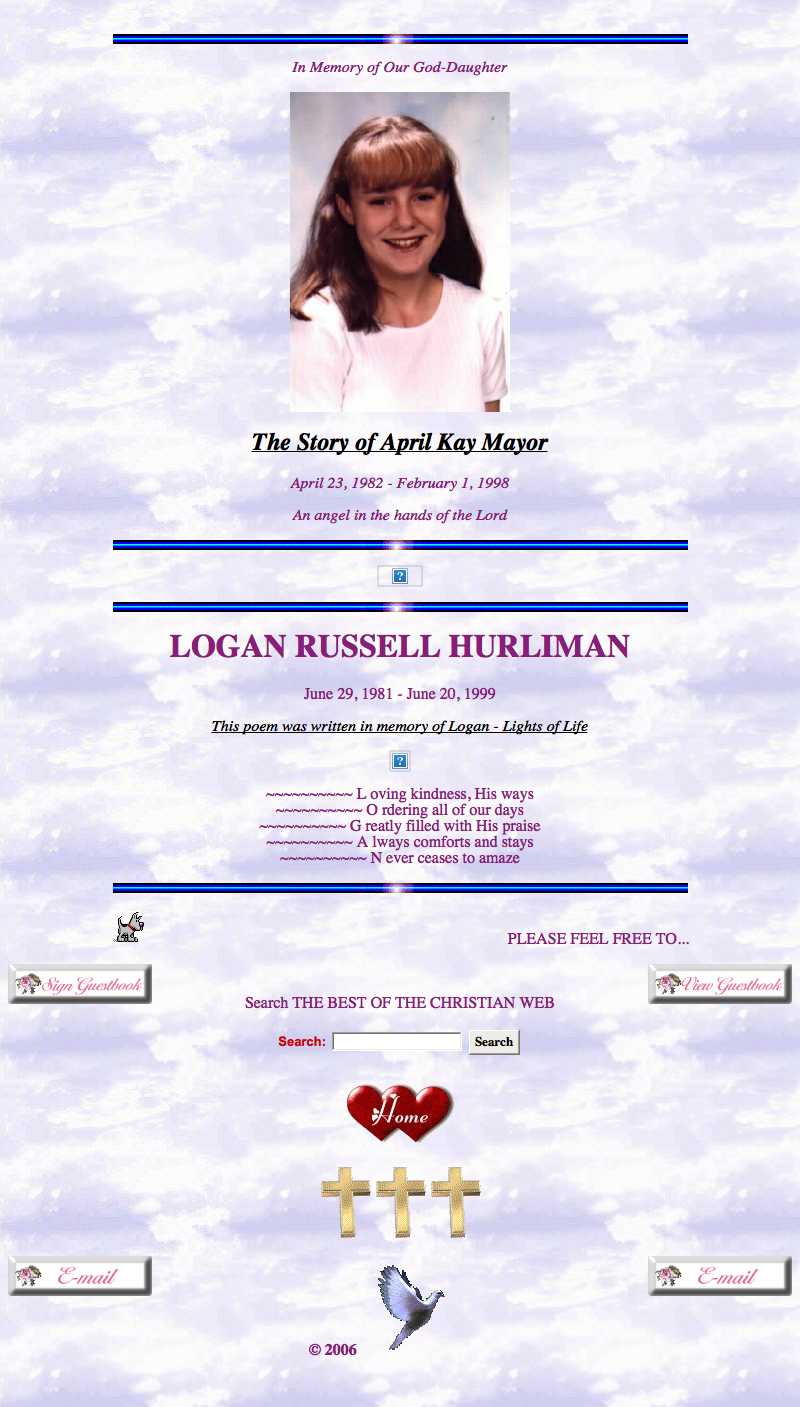 In Memory of Our God-Daughter
The Story of April Kay Mayor
April 23, 1982 - February 1, 1998
An angel in the hands of the Lord
?
LOGAN RUSSELL HURLIMAN
June 29, 1981 - June 20, 1999
This poem was written in memory of Logan - Lights of Life
?
~~~~~~~~~~ L oving kindness, His ways
~~~~~~~~~~ O rdering all of our days
~~~~~~~~~~ G reatly filled with His praise
~~~~~~~~~~ A lways comforts and stays
~~~~~~~~~~ N ever ceases to amaze
PLEASE FEEL FREE TO...
Sign Guestbook
View Guestbook
Search THE BEST OF THE CHRISTIAN WEB
Search: Search
Home
E-mail
E-mail
© 2006